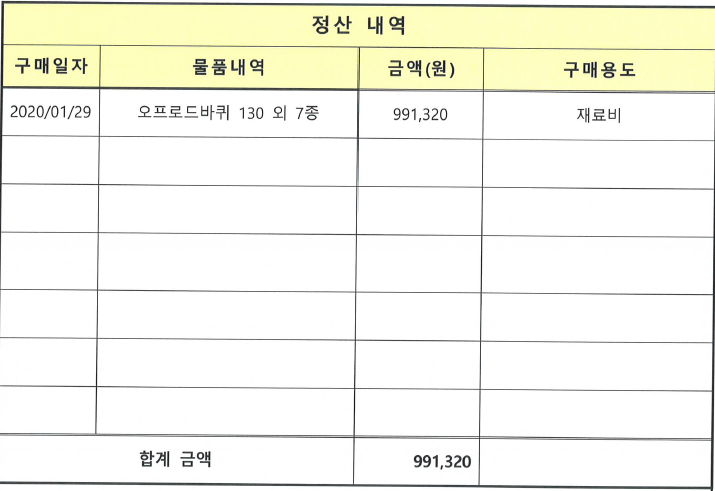 정산 내역
구매일자 물품내역 금액(원) 구매용도
2020/01/29 오프로드바퀴 130 외 7종 991,320 재료비
합계 금액 991,320